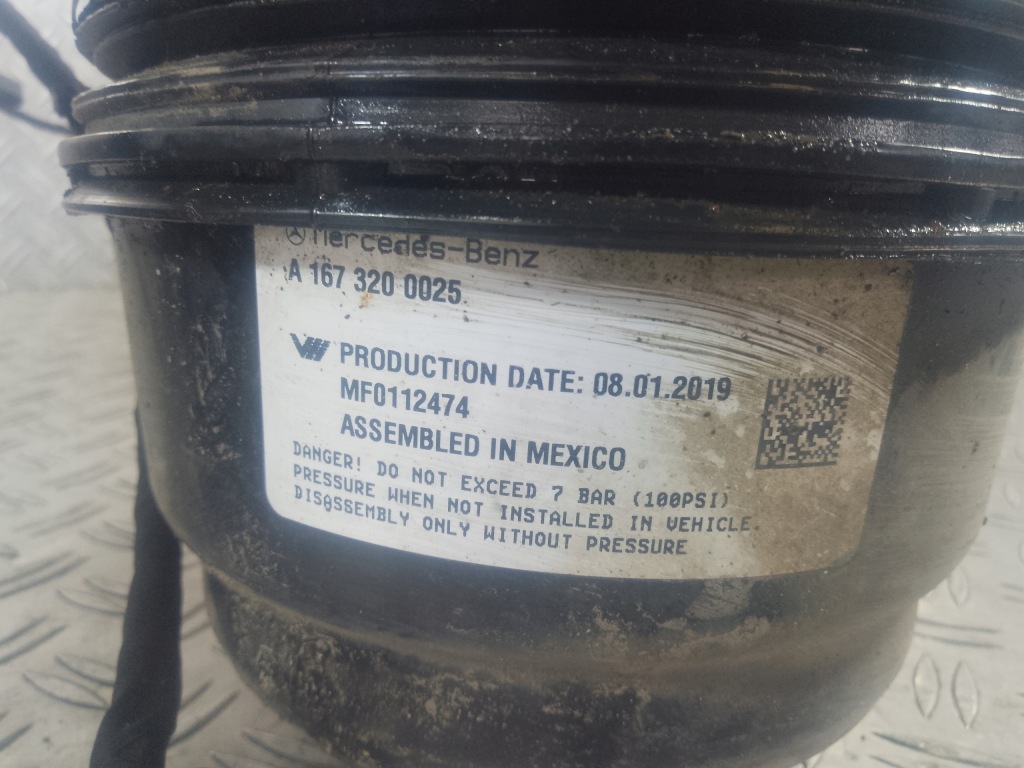 Mercedes-Benz
A 167 320 0025
PRODUCTION DATE: 08.01.2019
MF0112474
ASSEMBLED IN MEXICO
DANGER! DO NOT EXCEED 7 BAR (100PSI)
PRESSURE WHEN NOT INSTALLED IN VEHICLE.
DISASSEMBLY ONLY WITHOUT PRESSURE